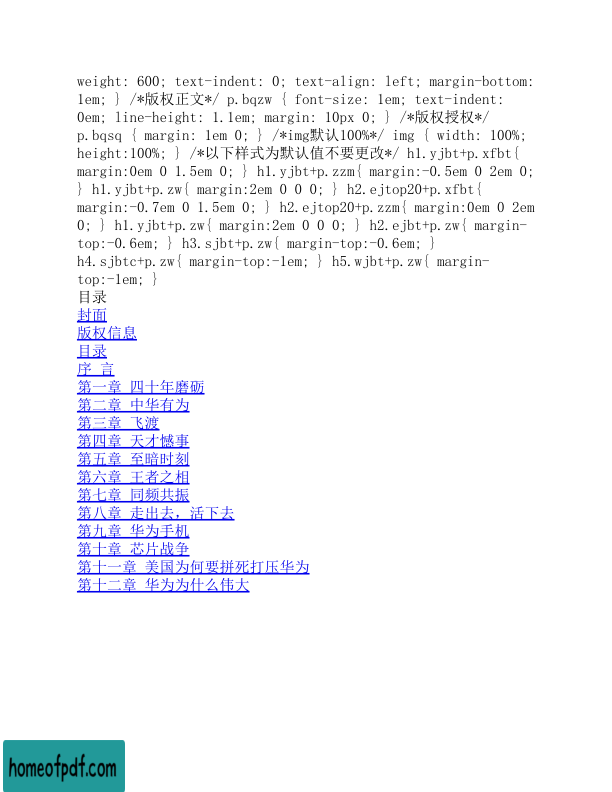 weight: 600; text-indent: 0; text-align: left; margin-bottom:
1em; } /*版权正文*/ p.bqzw { font-size: 1em; text-indent:
0em; line-height: 1.1em; margin: 10px 0; } /*版权授权*/
p.bqsq { margin: 1em 0; } /*img默认100%*/ img { width: 100%;
height:100%; } /*以下样式为默认值不要更改*/ h1.yjbt+p.xfbt{
margin:0em 0 1.5em 0; } h1.yjbt+p.zzm{ margin:-0.5em 0 2em 0;
} h1.yjbt+p.zw{ margin:2em 0 0 0; } h2.ejtop20+p.xfbt{
margin:-0.7em 0 1.5em 0; } h2.ejtop20+p.zzm{ margin:0em 0 2em
0; } h1.yjbt+p.zw{ margin:2em 0 0 0; } h2.ejbt+p.zw{ margin-
top:-0.6em; } h3.sjbt+p.zw{ margin-top:-0.6em; }
h4.sjbtc+p.zw{ margin-top:-1em; } h5.wjbt+p.zw{ margin-
top:-1em; }
目录
封面
版权信息
目录
序 言
第一章 四十年磨砺
第二章 中华有为
第三章 飞渡
第四章 天才憾事
第五章 至暗时刻
第六章 王者之相
第七章 同频共振
第八章 走出去，活下去
第九章 华为手机
第十章 芯片战争
第十一章 美国为何要拼死打压华为
第十二章 华为为什么伟大
homeofpdf.com